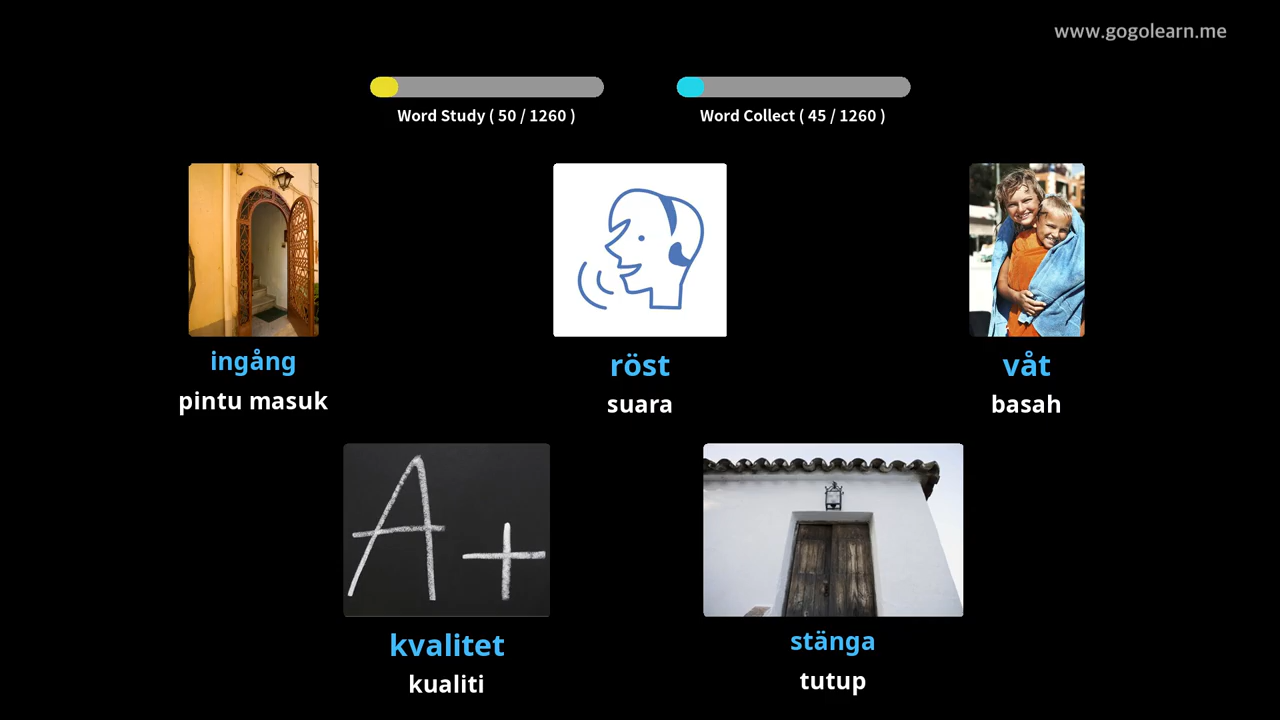 www.gogolearn.me
Word Study ( 50 / 1260 )
Word Collect ( 45 / 1260 )
ingång
pintu masuk
röst
suara
våt
basah
A+
kvalitet
kualiti
stänga
tutup